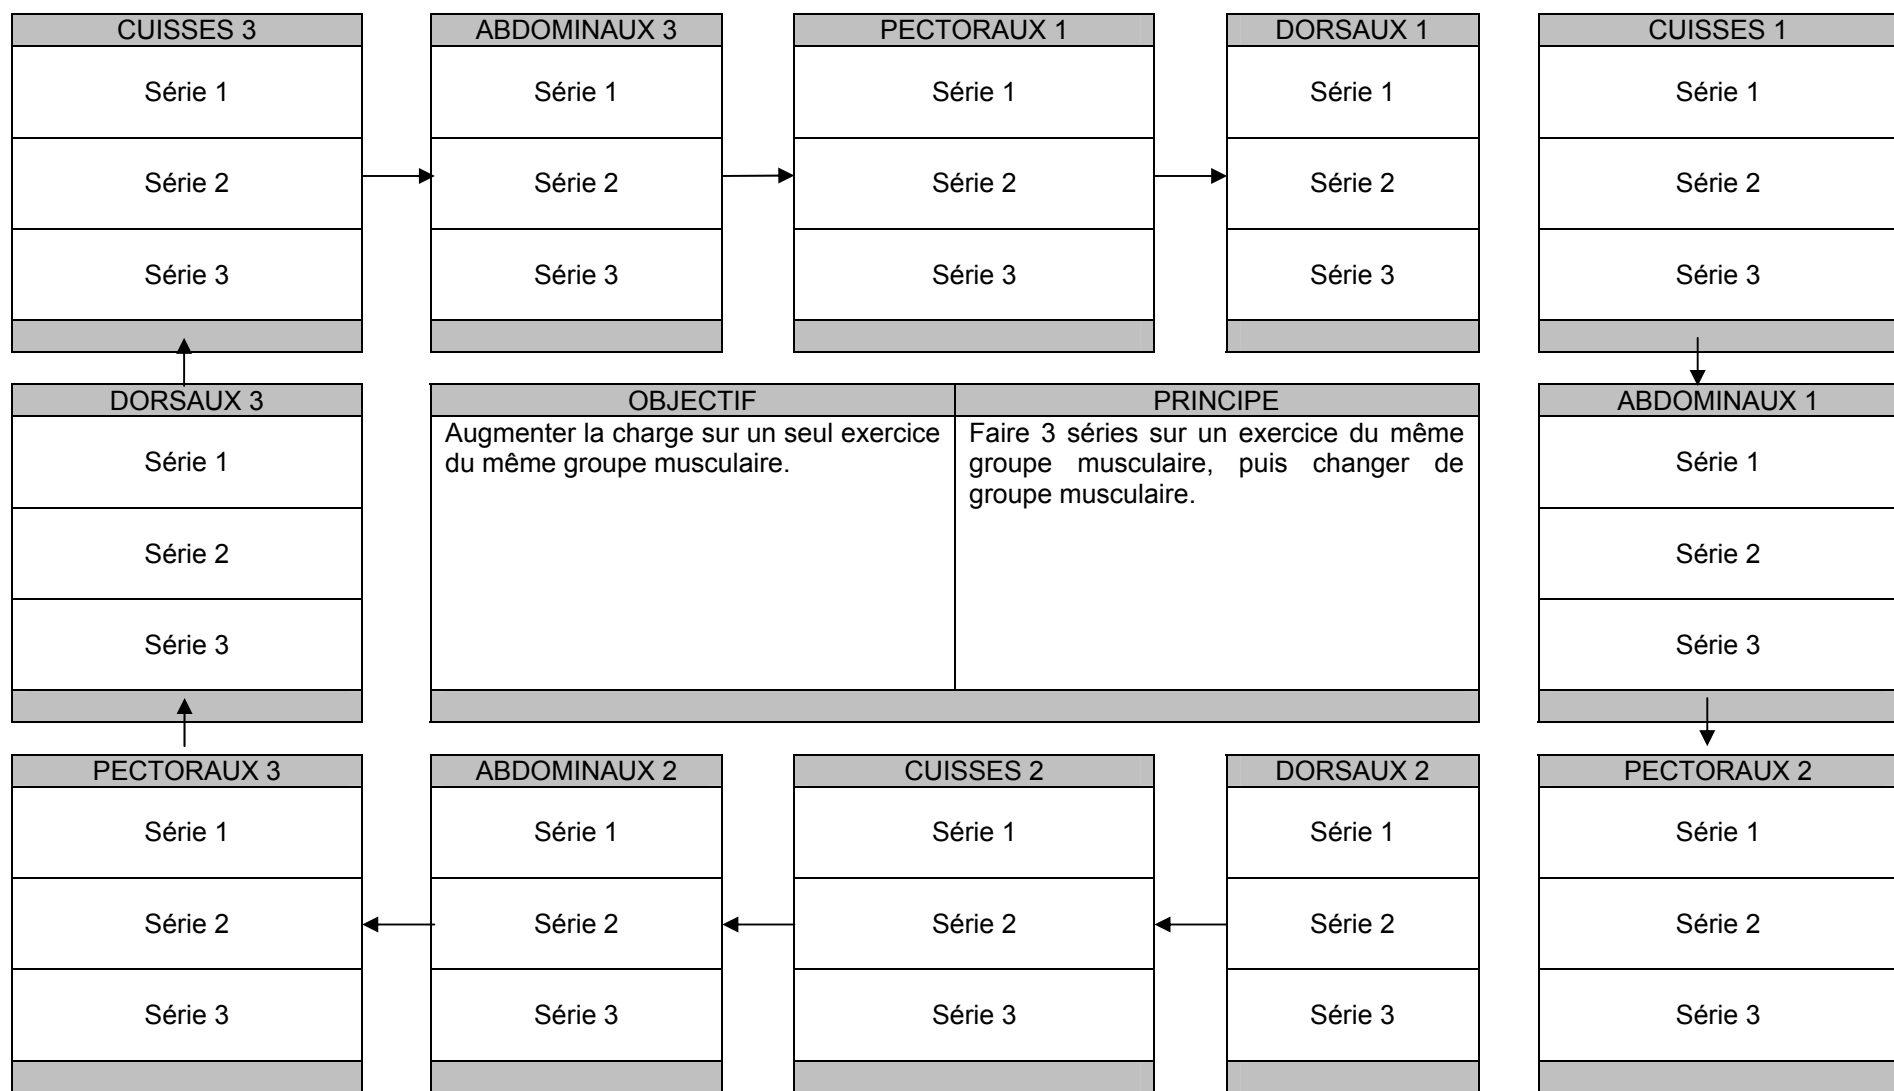 CUISSES 3
Série 1
Série 2
Série 3
ABDOMINAUX 3
Série 1
Série 2
Série 3
PECTORAUX 1
Série 1
Série 2
Série 3
DORSAUX 1
Série 1
Série 2
Série 3
CUISSES 1
Série 1
Série 2
Série 3
DORSAUX 3
Série 1
Série 2
Série 3
OBJECTIF
Augmenter la charge sur un seul exercice
du même groupe musculaire.
PRINCIPE
Faire 3 séries sur un exercice du même
groupe musculaire, puis changer de
groupe musculaire.
ABDOMINAUX 1
Série 1
Série 2
Série 3
PECTORAUX 3
Série 1
Série 2
Série 3
ABDOMINAUX 2
Série 1
Série 2
Série 3
CUISSES 2
Série 1
Série 2
Série 3
DORSAUX 2
Série 1
Série 2
Série 3
PECTORAUX 2
Série 1
Série 2
Série 3